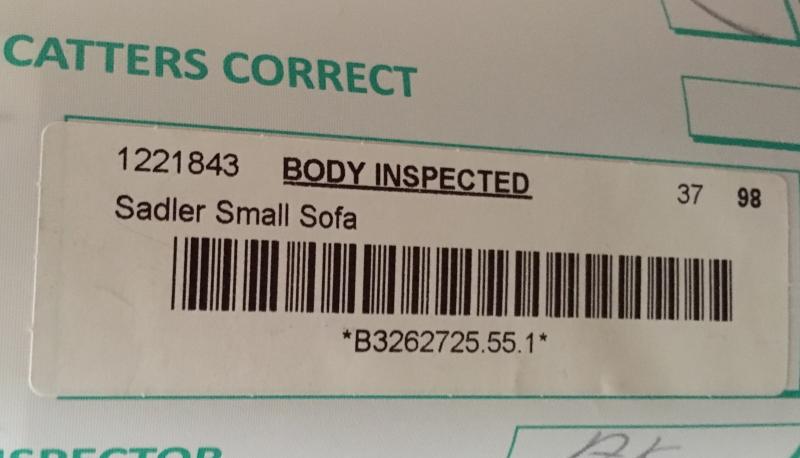 CATTERS CORRECT
1221843 BODY INSPECTED 37 98
Sadler Small Sofa
*B3262725.55.1*